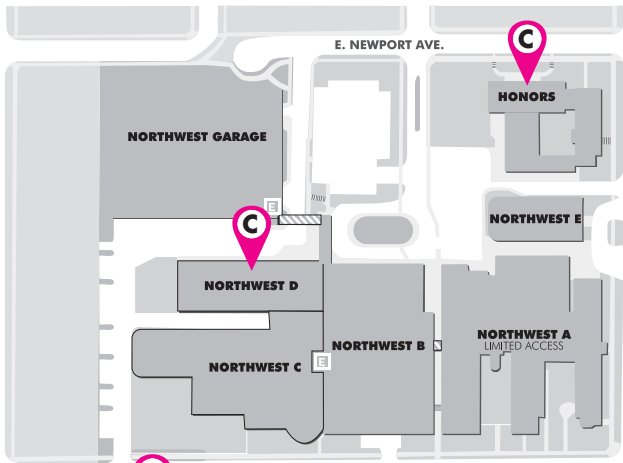 E. NEWPORT AVE.
C
HONORS
NORTHWEST GARAGE
E
C
NORTHWEST E
NORTHWEST D
NORTHWEST A
LIMITED ACCESS
NORTHWEST B
E
NORTHWEST C